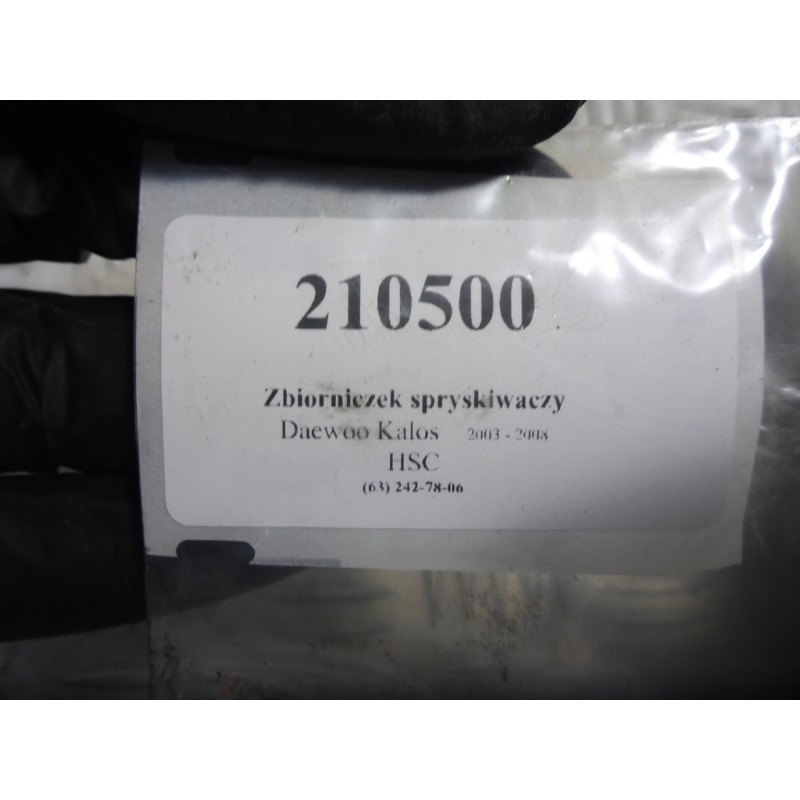 210500
Zbiorniczek spryskiwaczy
Daewoo Kalos 2003 - 2008
HSC
(63) 242-78-06